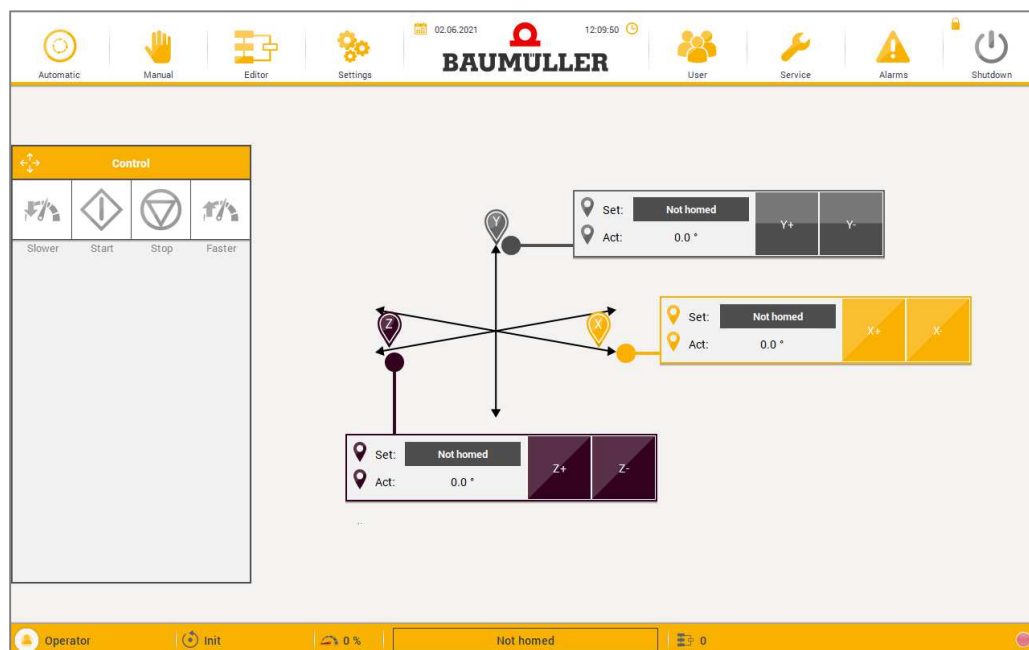 02.06.2021
12:09:50
BAUMULLER
Automatic
Manual
Editor
Settings
User
Service
Alarms
Shutdown
Control
Slower
Start
Stop
Faster
Y
Set: Not homed
Act: 0.0 °
Y+
Y-
Z
X
Set: Not homed
Act: 0.0 °
X+
X-
Set: Not homed
Act: 0.0 °
Z+
Z-
Operator
Init
0 %
Not homed
0